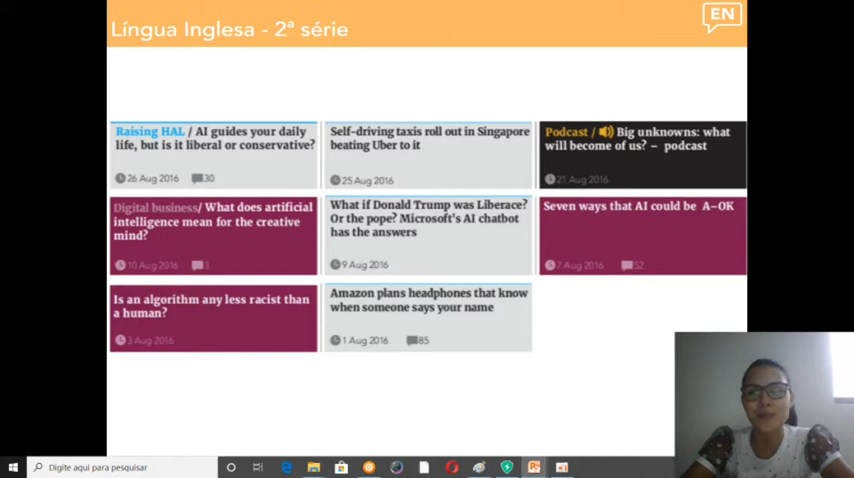 Língua Inglesa - 2ª série
EN
Raising HAL / AI guides your daily
life, but is it liberal or conservative?
26 Aug 2016 30
Self-driving taxis roll out in Singapore
beating Uber to it
25 Aug 2016
Podcast / Big unknowns: what
will become of us? – podcast
21 Aug 2016
Digital business/ What does artificial
intelligence mean for the creative
mind?
10 Aug 2016 3
What if Donald Trump was Liberace?
Or the pope? Microsoft's AI chatbot
has the answers
9 Aug 2016
Seven ways that AI could be A–OK
7 Aug 2016 52
Is an algorithm any less racist than
a human?
3 Aug 2016
Amazon plans headphones that know
when someone says your name
1 Aug 2016 85
Digite aqui para pesquisar